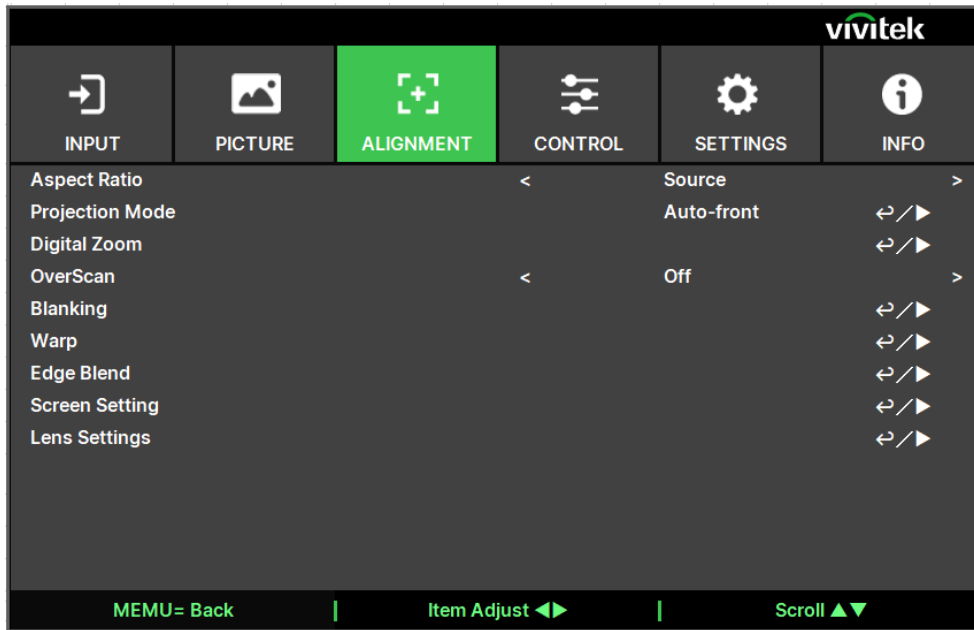 vivitek
INPUT PICTURE ALIGNMENT CONTROL SETTINGS INFO
Aspect Ratio < Source >
Projection Mode Auto-front ↩/▶
Digital Zoom ↩/▶
OverScan < Off >
Blanking ↩/▶
Warp ↩/▶
Edge Blend ↩/▶
Screen Setting ↩/▶
Lens Settings ↩/▶
MEMU= Back | Item Adjust ◀▶ | Scroll ▲▼